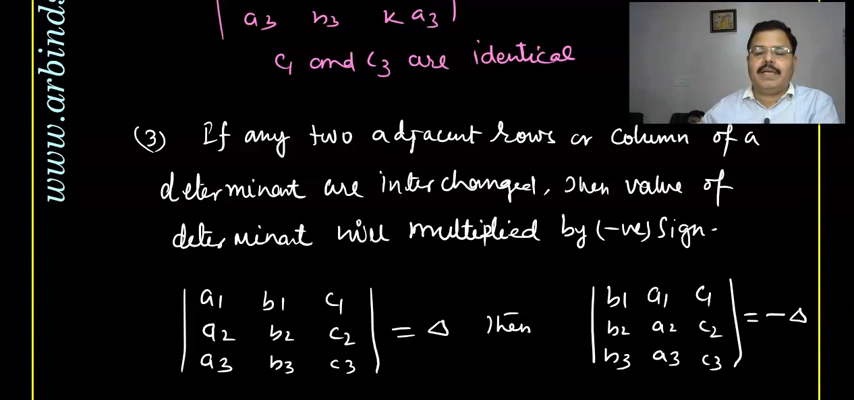 www.arbinds
a3 b3 k a3
C1 and C3 are identical
(3) If any two adjacent rows or column of a
determinant are interchanged, then value of
determinant will multiplied by (-ve) Sign.
| a1 b1 c1 | | b1 a1 c1 |
| a2 b2 c2 | = Δ then | b2 a2 c2 | = -Δ
| a3 b3 c3 | | b3 a3 c3 |